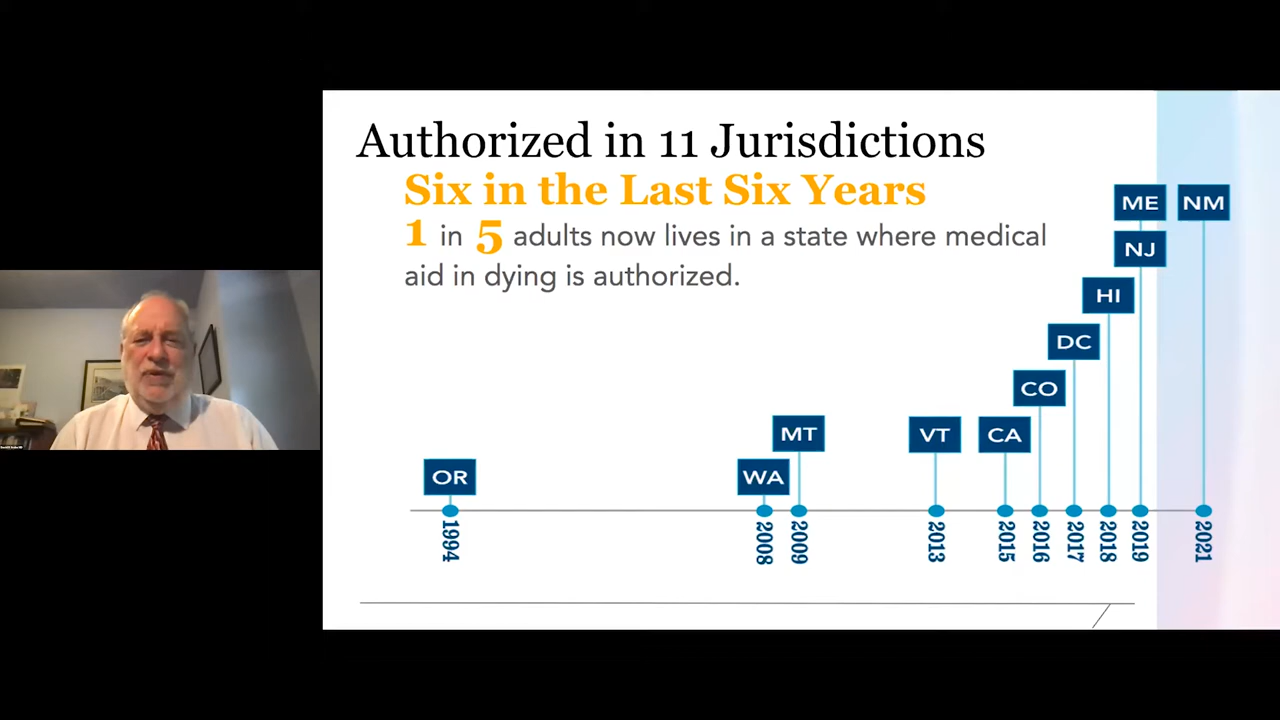 Authorized in 11 Jurisdictions
Six in the Last Six Years
1 in 5 adults now lives in a state where medical
aid in dying is authorized.
ME NM
NJ
HI
DC
CO
MT VT CA
OR WA
1994 2008 2009 2013 2015 2016 2017 2018 2019 2021